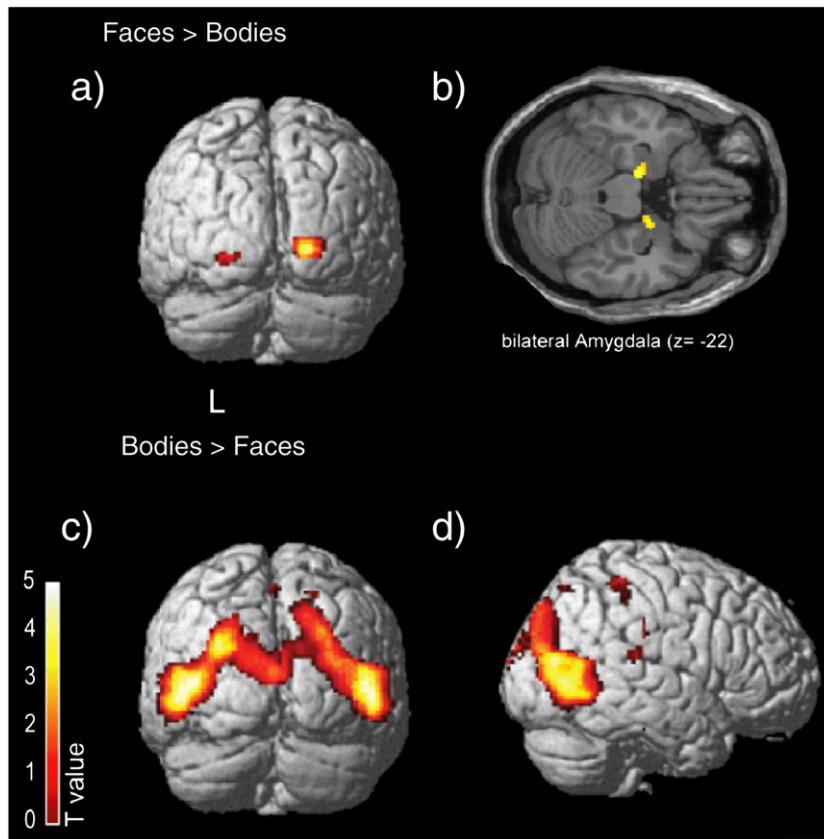 Faces > Bodies
a)
b)
bilateral Amygdala (z= -22)
L
Bodies > Faces
c)
d)
5
4
3
2
1
0
T value